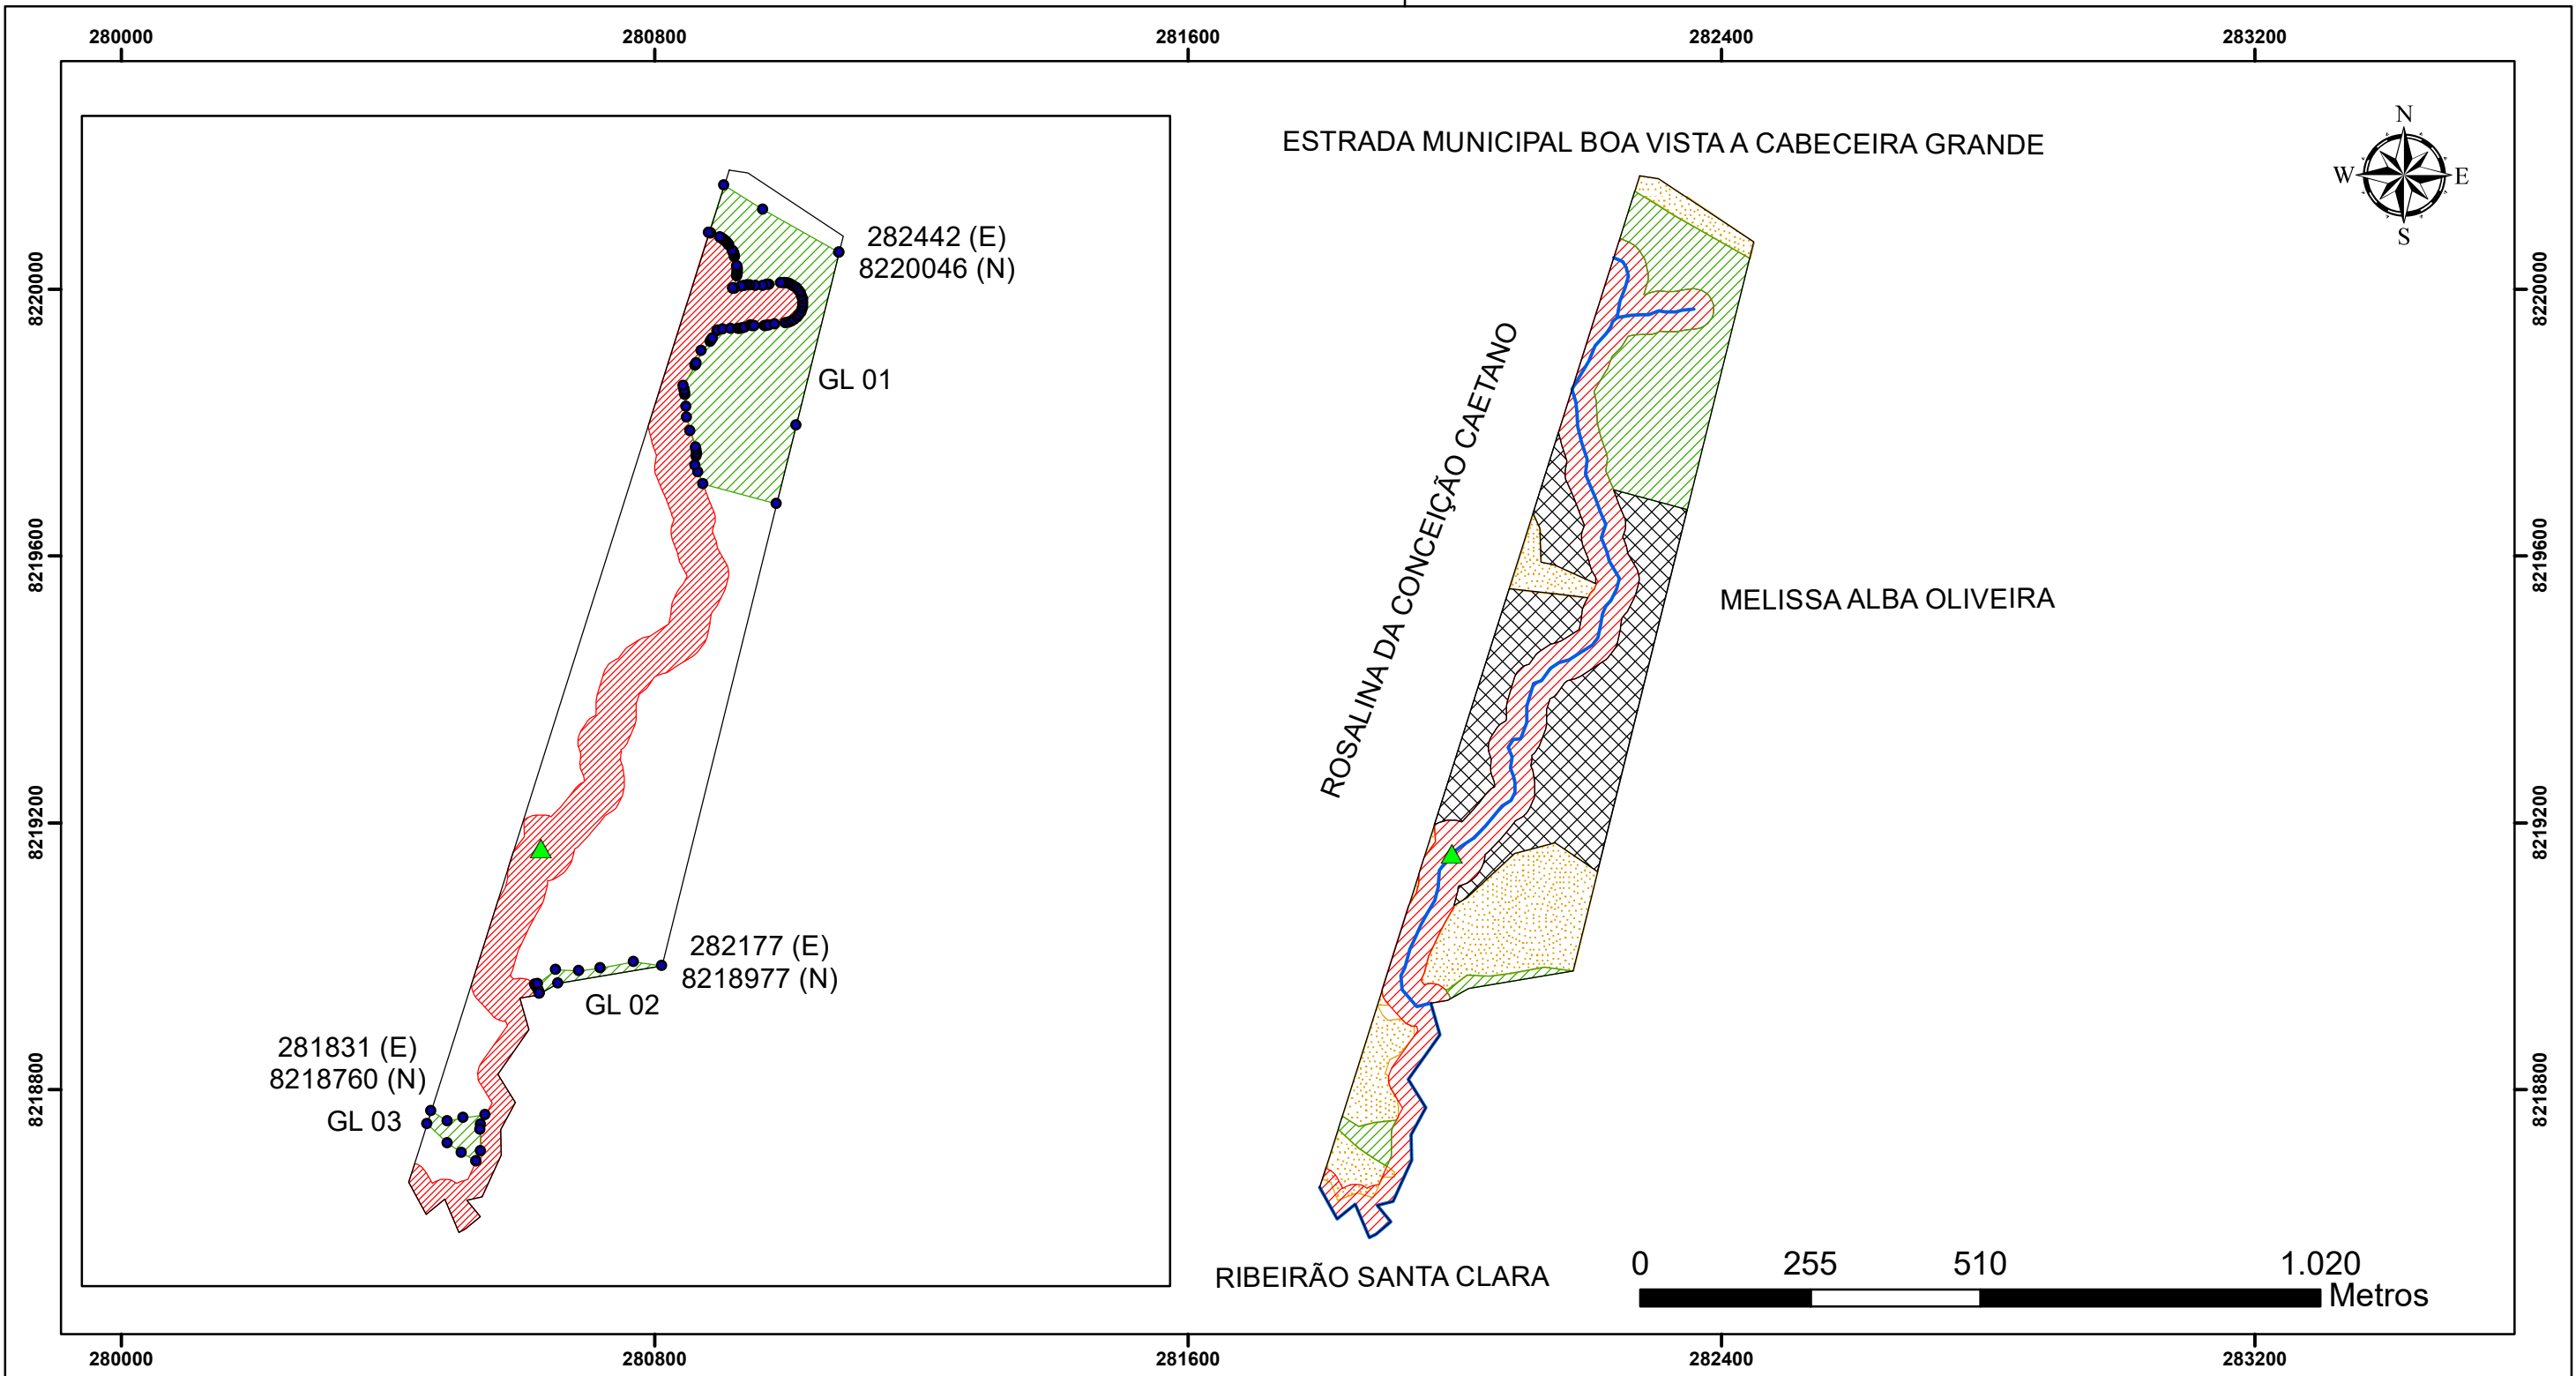 280000 280800 281600 282400 283200
ESTRADA MUNICIPAL BOA VISTA A CABECEIRA GRANDE
N
W E
S
282442 (E)
8220046 (N)
8220000 8220000
GL 01
ROSALINA DA CONCEIÇÃO CAETANO
8219600 8219600
MELISSA ALBA OLIVEIRA
8219200 8219200
282177 (E)
8218977 (N)
GL 02
281831 (E)
8218760 (N)
8218800 8218800
GL 03
RIBEIRÃO SANTA CLARA
0 255 510 1.020
Metros
280000 280800 281600 282400 283200